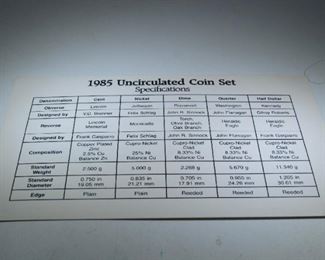 1985 Uncirculated Coin Set
Specifications
Denomination Cent Nickel Dime Quarter Half Dollar
Obverse Lincoln Jefferson Roosevelt Washington Kennedy
Designed by V.D. Brenner Felix Schlag John R. Sinnock John Flanagan Gilroy Roberts
Reverse Lincoln Memorial Monticello Torch, Olive Branch, Oak Branch Heraldic Eagle Heraldic Eagle
Designed by Frank Gasparro Felix Schlag John R. Sinnock John Flanagan Frank Gasparro
Composition Copper Plated Zinc 2.5% Cu Balance Zn Cupro-Nickel 25% Ni Balance Cu Cupro-Nickel Clad 8.33% Ni Balance Cu Cupro-Nickel Clad 8.33% Ni Balance Cu Cupro-Nickel Clad 8.33% Ni Balance Cu
Standard Weight 2.500 g 5.000 g 2.268 g 5.670 g 11.340 g
Standard Diameter 0.750 in 19.05 mm 0.835 in 21.21 mm 0.705 in 17.91 mm 0.955 in 24.26 mm 1.205 in 30.61 mm
Edge Plain Plain Reeded Reeded Reeded